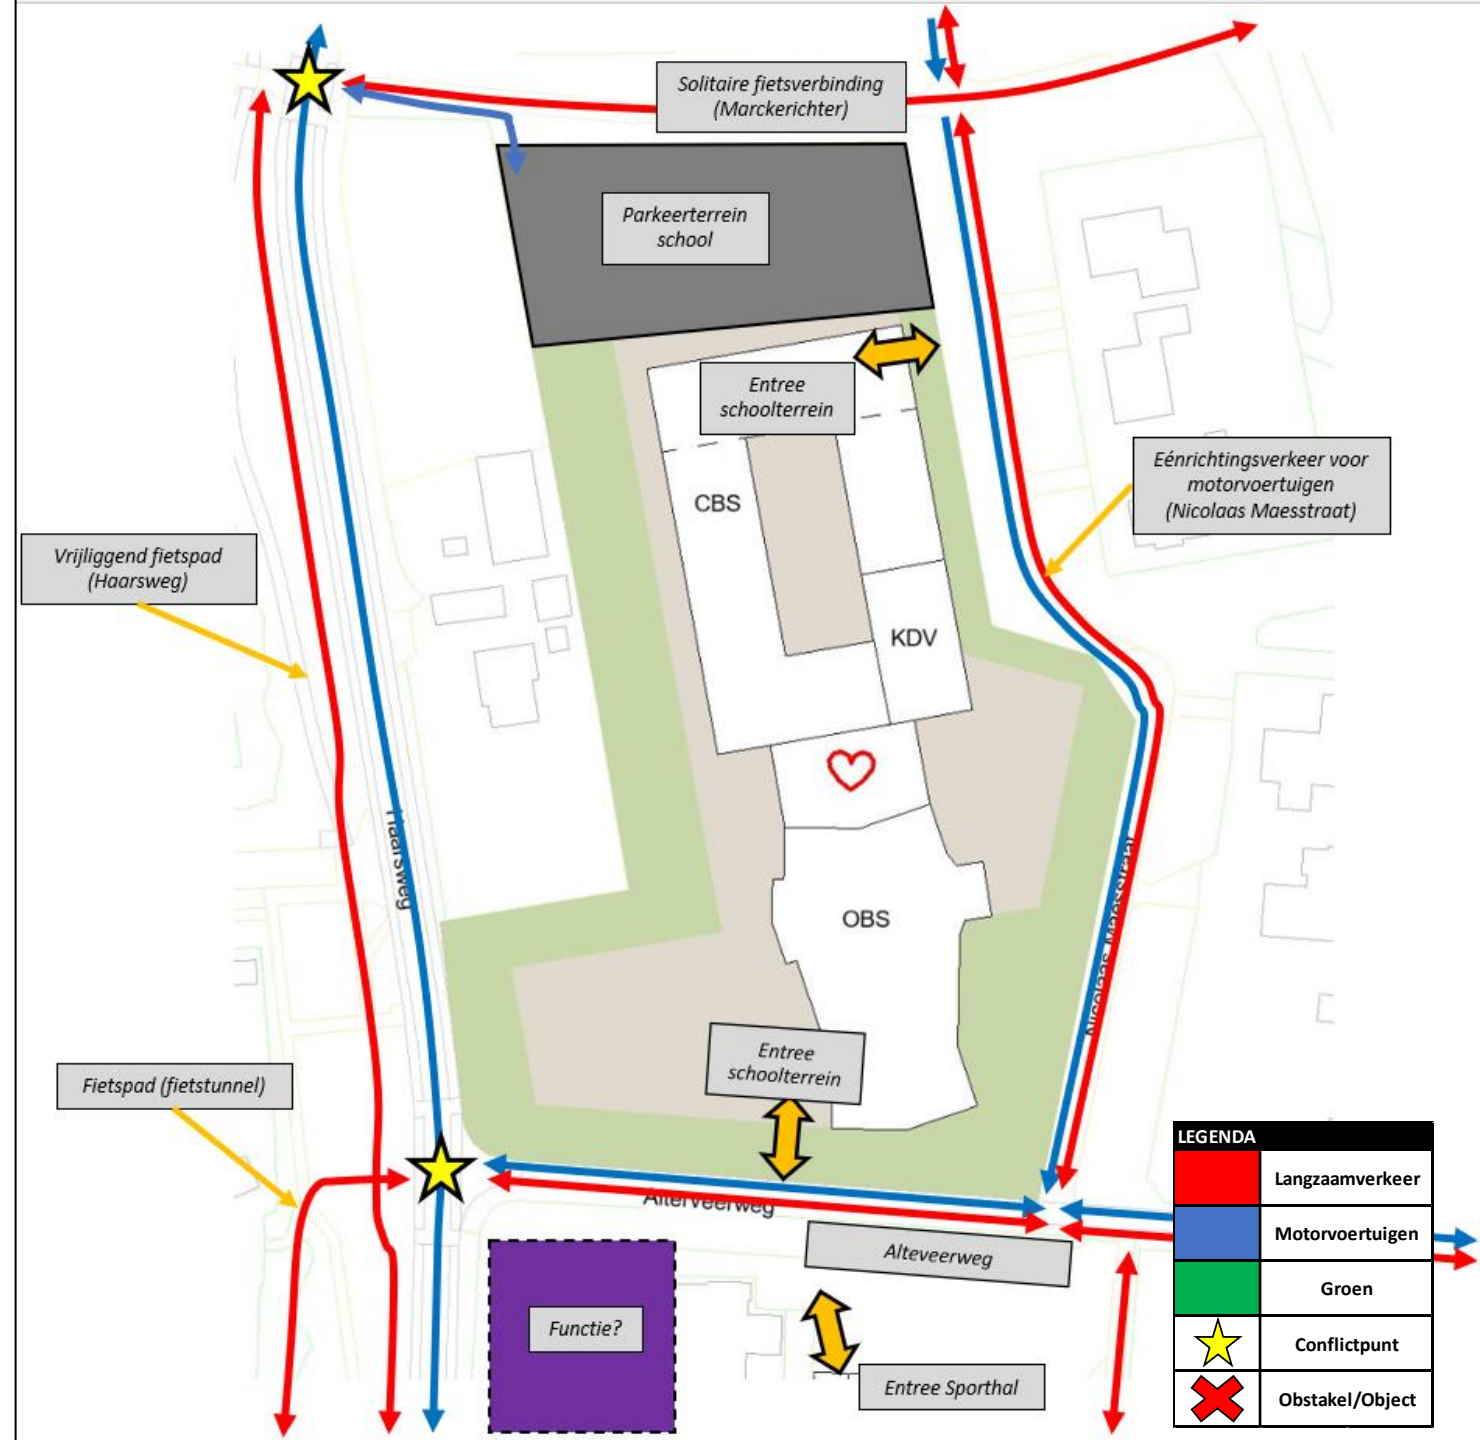 Solitaire fietsverbinding
(Marckerichter)
Parkeerterrein
school
Entree
schoolterrein
CBS
Eénrichtingsverkeer voor
motorvoertuigen
(Nicolaas Maesstraat)
Vrijliggend fietspad
(Haarsweg)
KDV
Haarsweg
OBS
Nicolaas Maesstraat
Entree
schoolterrein
Fietspad (fietstunnel)
Alterveerweg
Alteveerweg
Functie?
Entree Sporthal
LEGENDA
Langzaamverkeer
Motorvoertuigen
Groen
Conflictpunt
Obstakel/Object